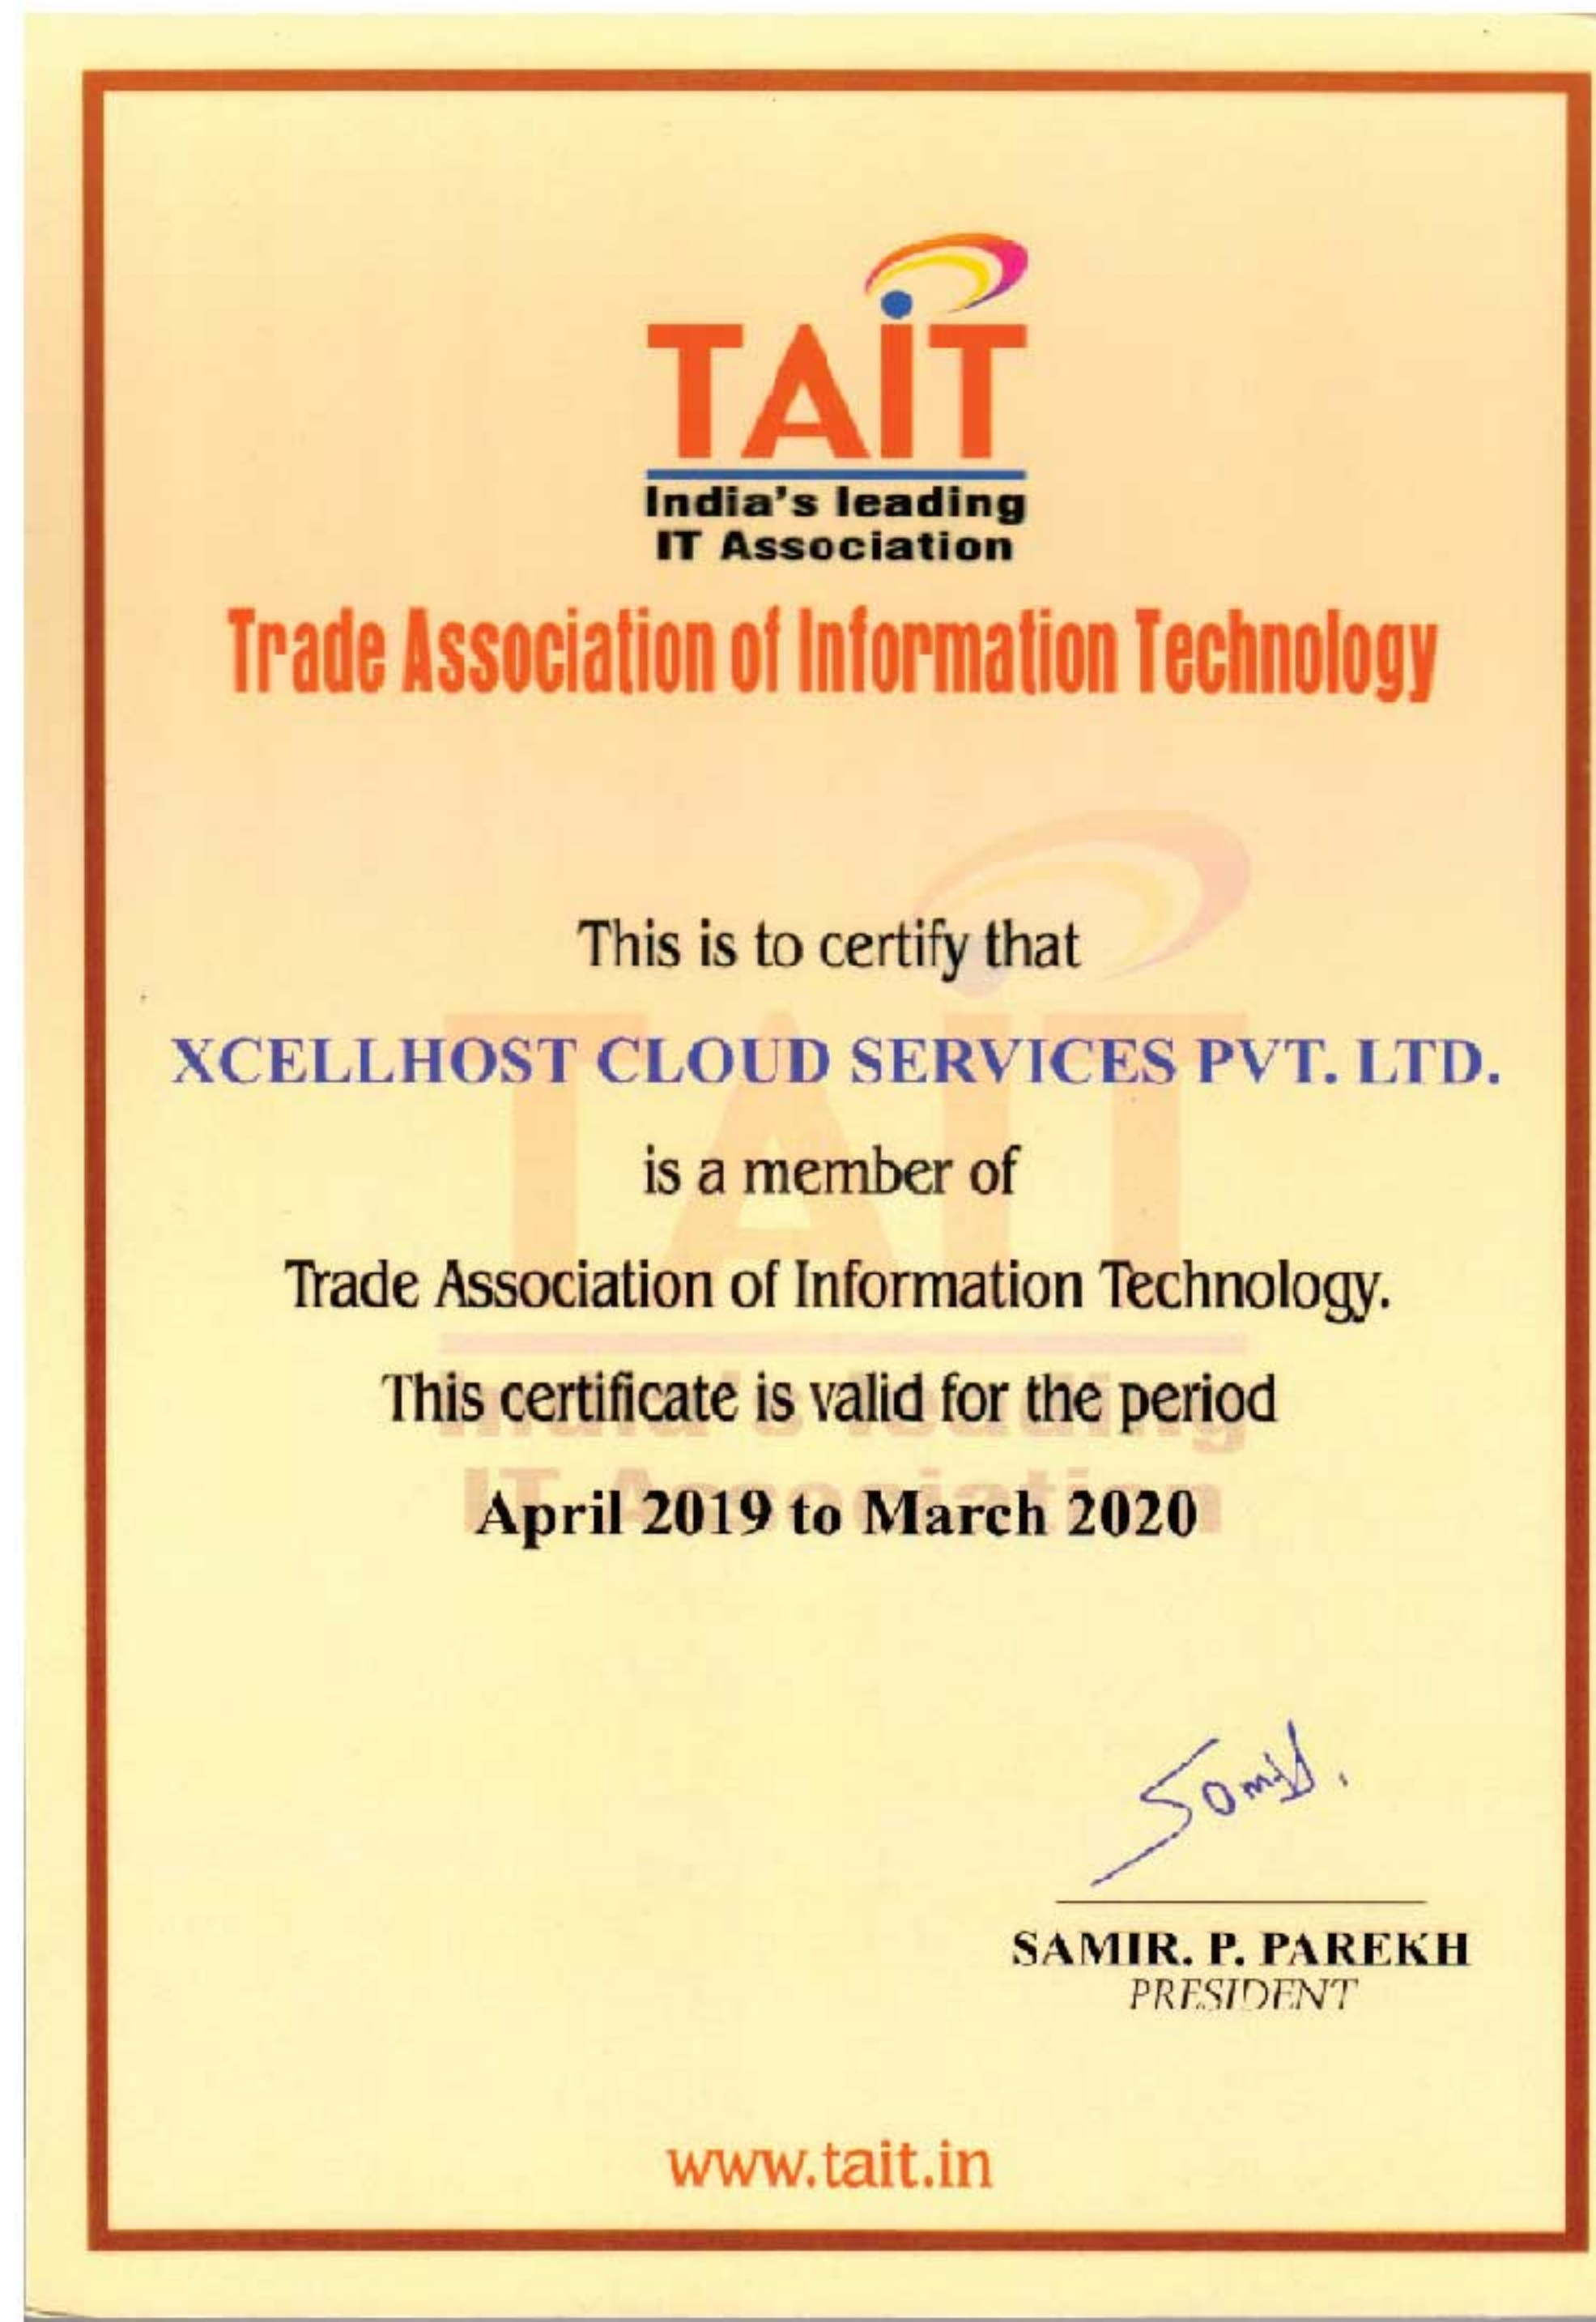 TAIT
India's leading
IT Association
Trade Association of Information Technology
This is to certify that
XCELLHOST CLOUD SERVICES PVT. LTD.
is a member of
Trade Association of Information Technology.
This certificate is valid for the period
April 2019 to March 2020
Samir.
SAMIR. P. PAREKH
PRESIDENT
www.tait.in